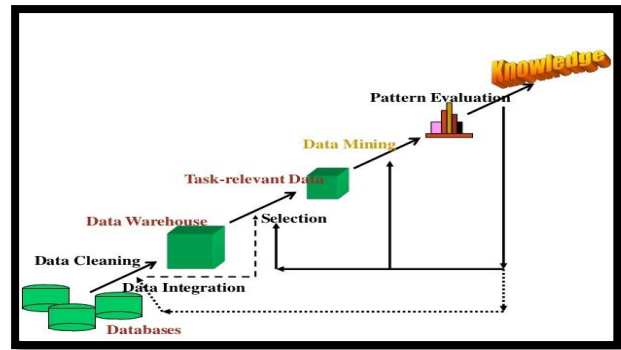 Knowledge
Pattern Evaluation
Data Mining
Task-relevant Data
Data Warehouse
Selection
Data Cleaning
Data Integration
Databases